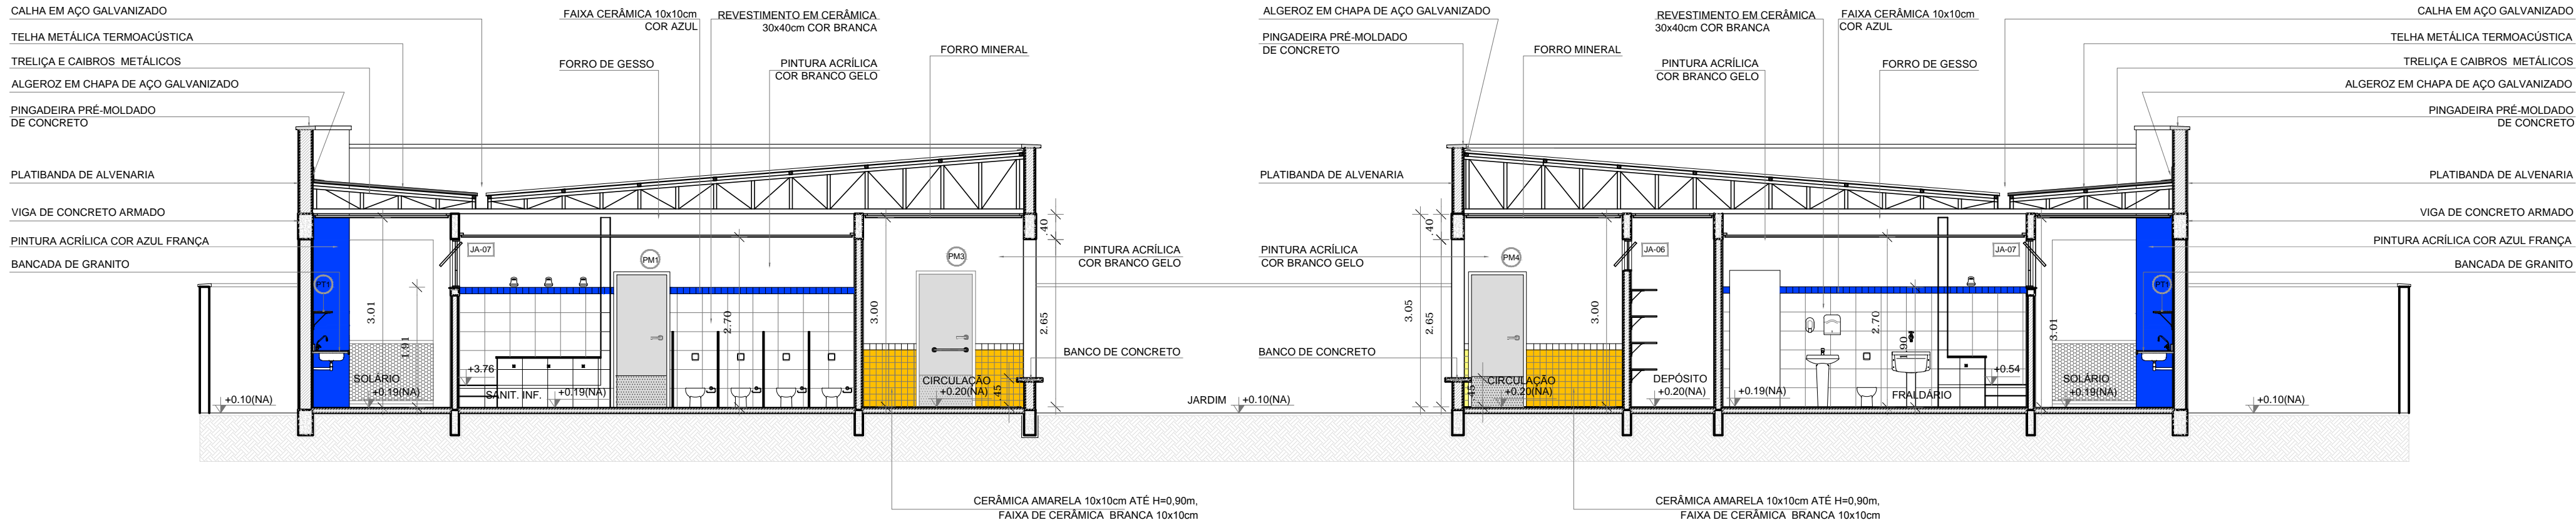 CALHA EM AÇO GALVANIZADO
TELHA METÁLICA TERMOACÚSTICA
TRELIÇA E CAIBROS METÁLICOS
ALGEROZ EM CHAPA DE AÇO GALVANIZADO
PINGADEIRA PRÉ-MOLDADO
DE CONCRETO
PLATIBANDA DE ALVENARIA
VIGA DE CONCRETO ARMADO
PINTURA ACRÍLICA COR AZUL FRANÇA
BANCADA DE GRANITO
FAIXA CERÂMICA 10x10cm
COR AZUL
REVESTIMENTO EM CERÂMICA
30x40cm COR BRANCA
FORRO DE GESSO
PINTURA ACRÍLICA
COR BRANCO GELO
FORRO MINERAL
JA-07
PM1
PM3
PT1
3.01
1.91
2.70
3.00
.40
2.65
.45
PINTURA ACRÍLICA
COR BRANCO GELO
BANCO DE CONCRETO
SOLÁRIO
+0.19(NA)
+0.10(NA)
+3.76
SANIT. INF.
+0.19(NA)
CIRCULAÇÃO
+0.20(NA)
CERÂMICA AMARELA 10x10cm ATÉ H=0,90m,
FAIXA DE CERÂMICA BRANCA 10x10cm
JARDIM
+0.10(NA)
ALGEROZ EM CHAPA DE AÇO GALVANIZADO
PINGADEIRA PRÉ-MOLDADO
DE CONCRETO
FORRO MINERAL
REVESTIMENTO EM CERÂMICA
30x40cm COR BRANCA
FAIXA CERÂMICA 10x10cm
COR AZUL
PINTURA ACRÍLICA
COR BRANCO GELO
FORRO DE GESSO
CALHA EM AÇO GALVANIZADO
TELHA METÁLICA TERMOACÚSTICA
TRELIÇA E CAIBROS METÁLICOS
ALGEROZ EM CHAPA DE AÇO GALVANIZADO
PINGADEIRA PRÉ-MOLDADO
DE CONCRETO
PLATIBANDA DE ALVENARIA
PLATIBANDA DE ALVENARIA
VIGA DE CONCRETO ARMADO
PINTURA ACRÍLICA COR AZUL FRANÇA
BANCADA DE GRANITO
PINTURA ACRÍLICA
COR BRANCO GELO
BANCO DE CONCRETO
PM4
JA-06
JA-07
PT1
3.05
2.65
.40
.45
3.00
2.70
1.90
3.01
CIRCULAÇÃO
+0.20(NA)
DEPÓSITO
+0.20(NA)
+0.19(NA)
FRALDÁRIO
+0.54
SOLÁRIO
+0.19(NA)
+0.10(NA)
CERÂMICA AMARELA 10x10cm ATÉ H=0,90m,
FAIXA DE CERÂMICA BRANCA 10x10cm